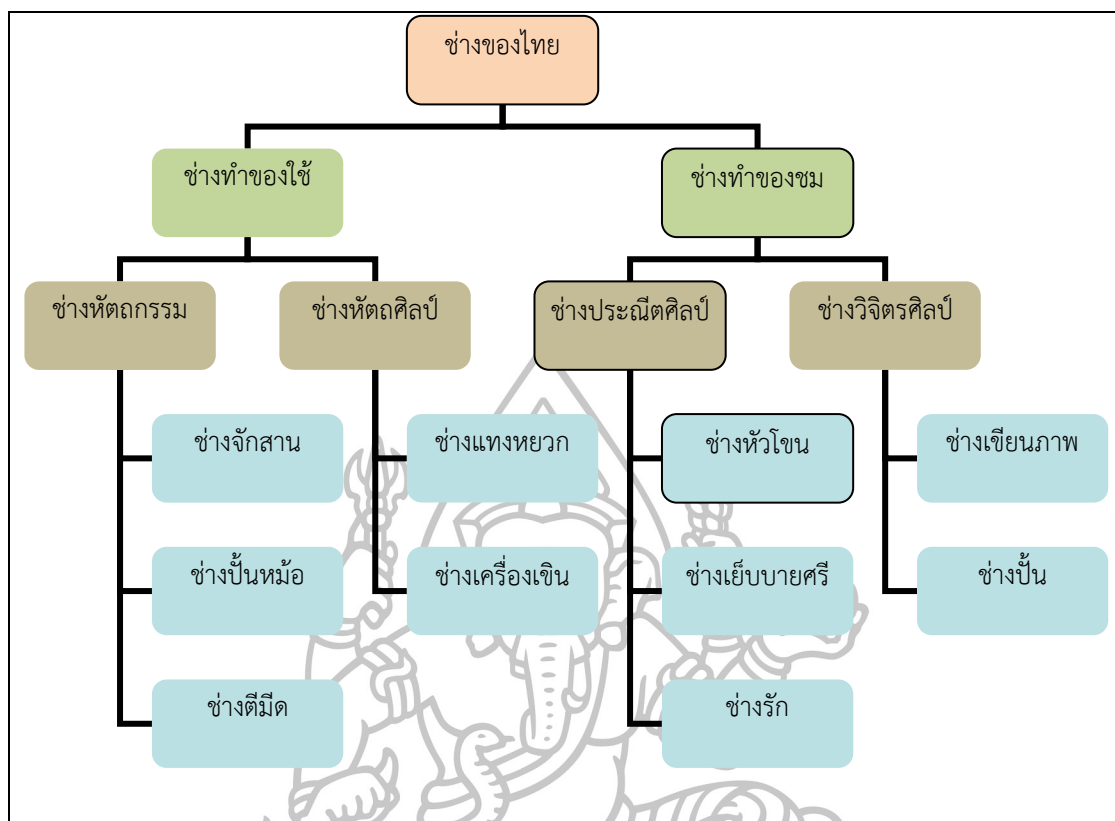 ช่างของไทย
ช่างทำของใช้
ช่างทำของชม
ช่างหัตถกรรม
ช่างหัตถศิลป์
ช่างประณีตศิลป์
ช่างวิจิตรศิลป์
ช่างจักสาน
ช่างแทงหยวก
ช่างหัวโขน
ช่างเขียนภาพ
ช่างปั้นหม้อ
ช่างเครื่องเขิน
ช่างเย็บบายศรี
ช่างปั้น
ช่างตีมีด
ช่างรัก